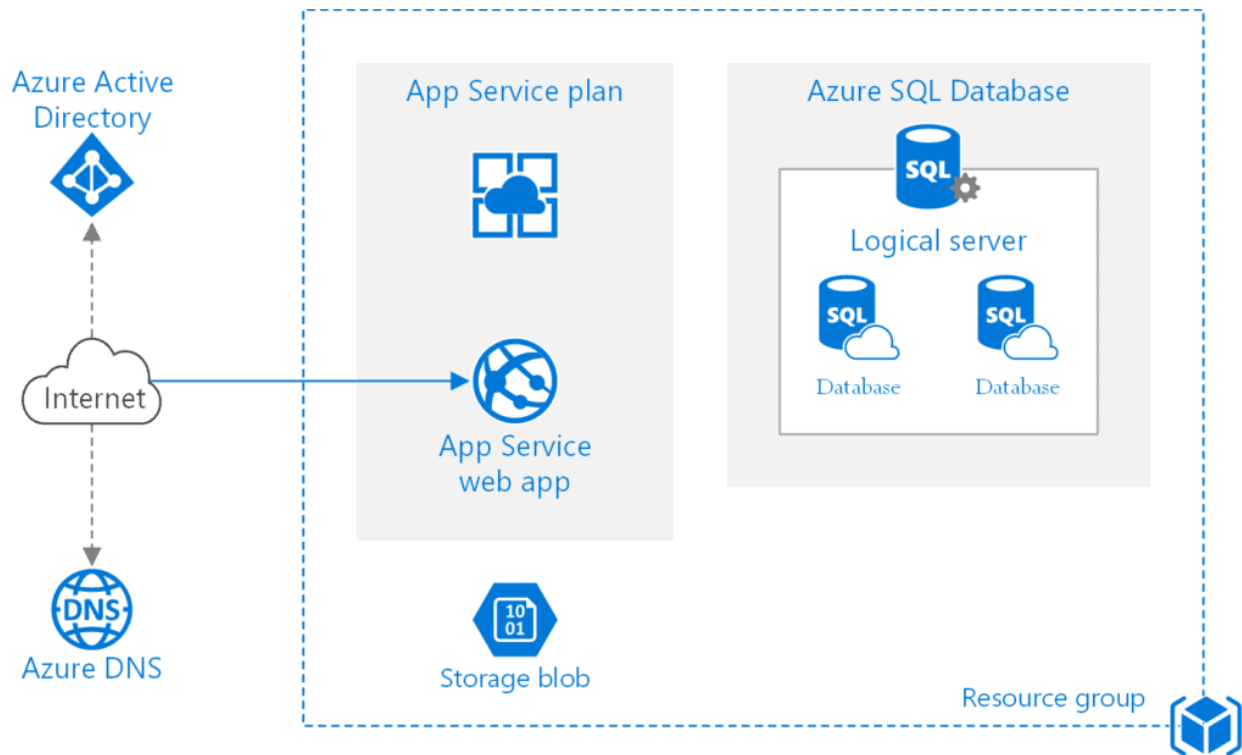 Azure Active
Directory
Internet
DNS
Azure DNS
App Service plan
App Service
web app
10
01
Storage blob
Azure SQL Database
SQL
Logical server
SQL
SQL
Database
Database
Resource group